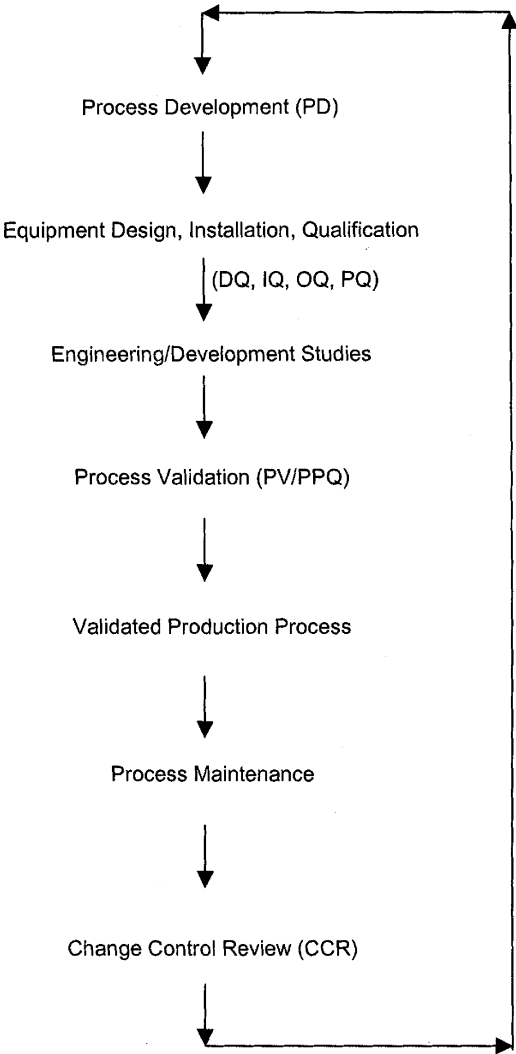 Process Development (PD)
Equipment Design, Installation, Qualification
(DQ, IQ, OQ, PQ)
Engineering/Development Studies
Process Validation (PV/PPQ)
Validated Production Process
Process Maintenance
Change Control Review (CCR)